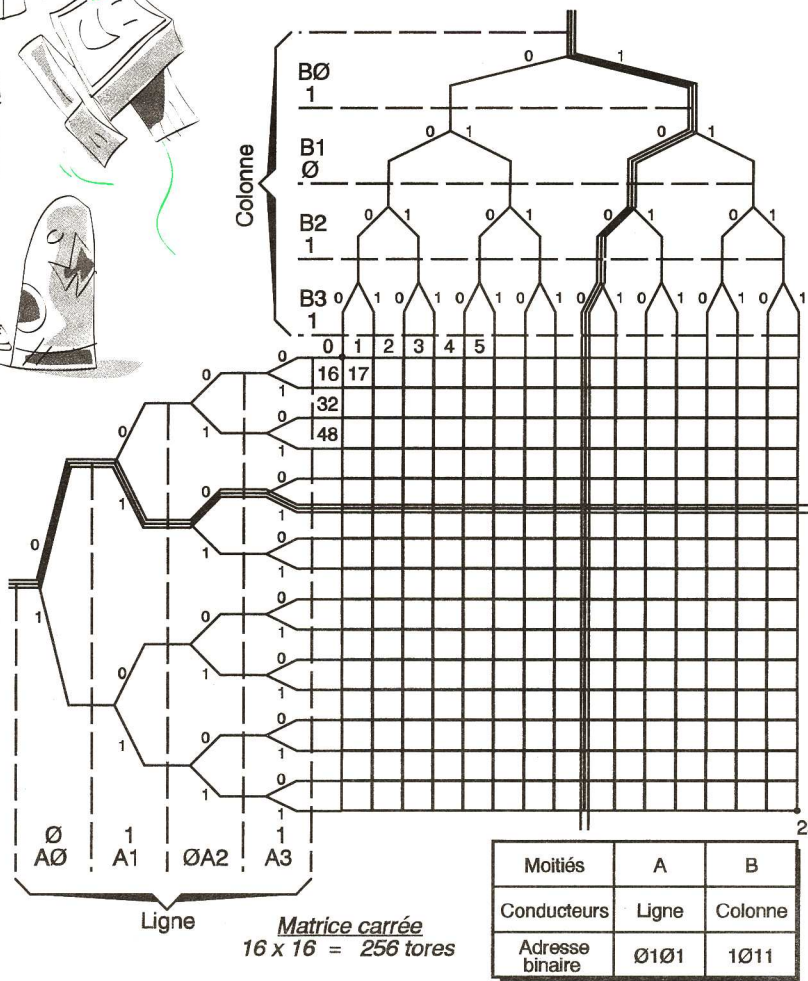 Colonne
0 1
BØ
1
0 1 0 1
B1
Ø
0 1 0 1 0 1 0 1
B2
1
0 1 0 1 0 1 0 1 0 1 0 1 0 1 0 1
B3
1
0 1 2 3 4 5
0
0 16 17
1
32
0
0 1 48
1
0
0
1 1
0 1 0
1
0
1 0
1
0
0 1
1
0
0
1 1
0
1
1
2
Ø 1 Ø 1
AØ A1 A2 A3
Ligne
Matrice carrée
16 x 16 = 256 tores
Moitiés A B
Conducteurs Ligne Colonne
Adresse binaire Ø1Ø1 1Ø11